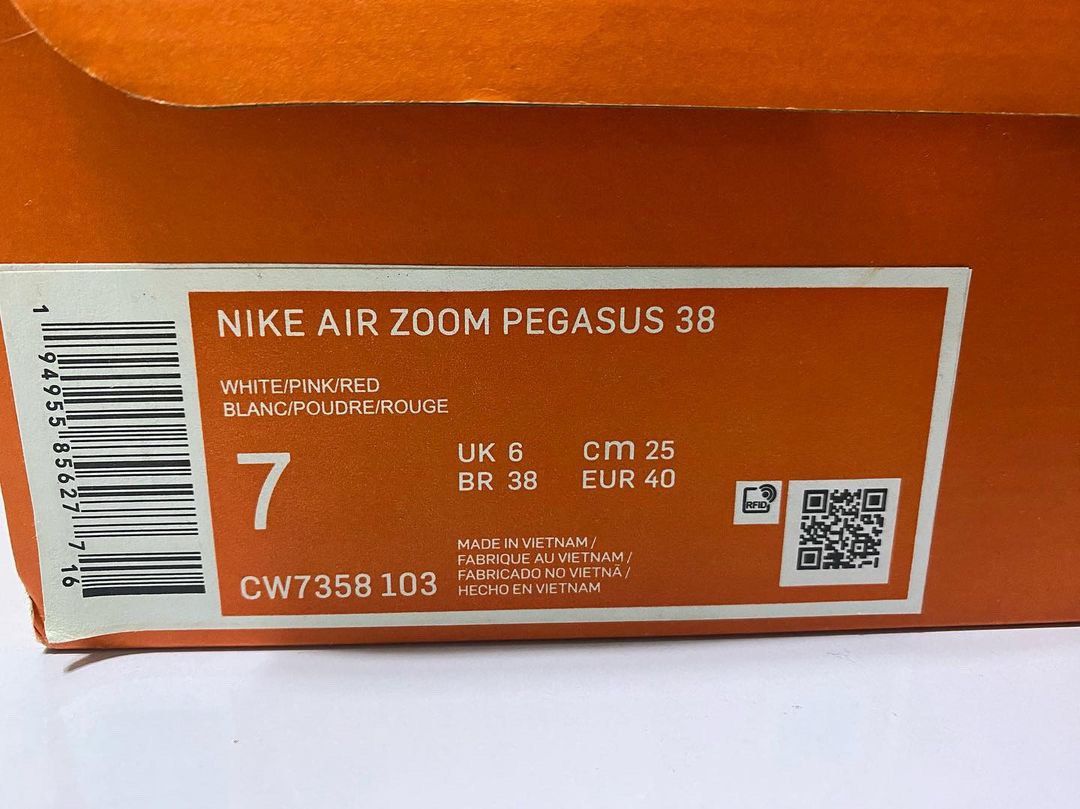 NIKE AIR ZOOM PEGASUS 38
WHITE/PINK/RED
BLANC/POUDRE/ROUGE
7
UK 6 cm 25
BR 38 EUR 40
CW7358 103
MADE IN VIETNAM /
FABRIQUE AU VIETNAM /
FABRICADO NO VIETNÃ /
HECHO EN VIETNAM
RFID
1 94955 85627 7 16